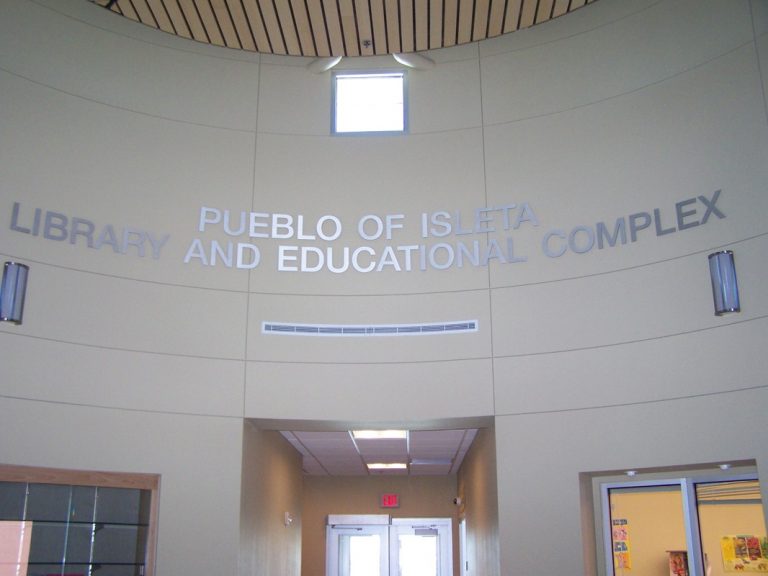 PUEBLO OF ISLETA
LIBRARY AND EDUCATIONAL COMPLEX
EXIT